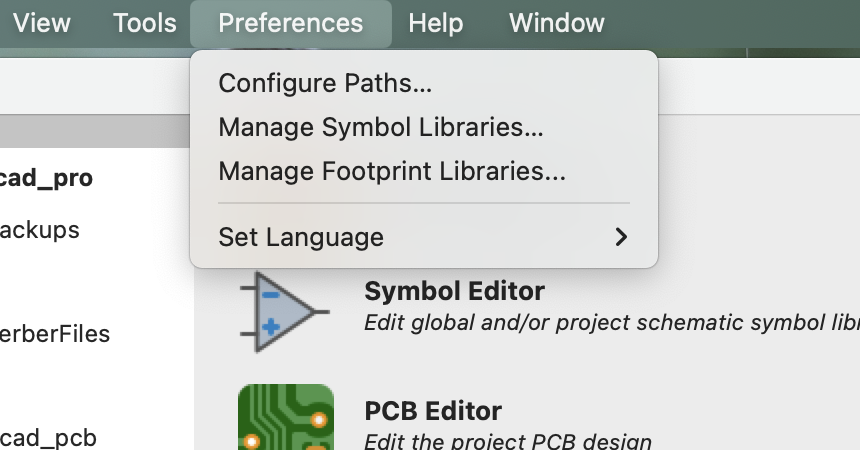 View Tools Preferences Help Window
Configure Paths...
Manage Symbol Libraries...
Manage Footprint Libraries...
Set Language
cad_pro
ackups
erberFiles
cad_pcb
Symbol Editor
Edit global and/or project schematic symbol libr
PCB Editor
Edit the project PCB design